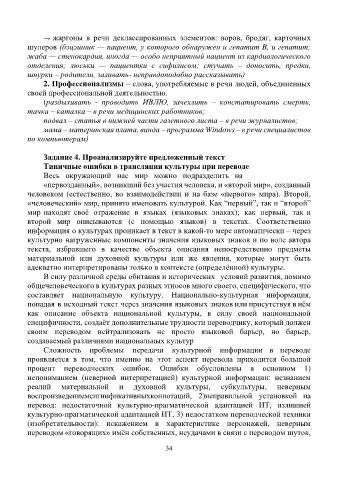 ¬ жаргоны в речи деклассированных элементов: воров, бродяг, карточных
шулеров (близняшник — пациент, у которого обнаружен и гепатит В, и гепатит;
жаба — стенокардия, иногда — особо неприятный пациент из кардиологического
отделения; люськи — пациентки с сифилисом; стучать – доносить, предки,
шнурки – родители, заливать- неправдоподобно рассказывать)
2. Профессионализмы – слова, употребляемые в речи людей, объединенных
своей профессиональной деятельностью.
(раздыхивать - проводить ИВЛЮ, зачехлить – констатировать смерть,
тачка – каталка – в речи медицинских работников;
подвал – статья в нижней части газетного листа – в речи журналистов;
мама – материнская плата, винда – программа Windows – в речи специалистов
по компьютерам)
Задание 4. Проанализируйте предложенный текст
Типичные ошибки в трансляции культуры при переводе
Весь окружающий нас мир можно подразделить на
«первозданный», возникший без участия человека, и «второй мир», созданный
человеком (естественно, во взаимодействии и на базе «первого» мира). Второй,
«человеческий» мир, принято именовать культурой. Как "первый", так и "второй"
мир находят своё отражение в языках (языковых знаках); как первый, так и
второй мир описываются (с помощью языков) в текстах. Соответственно
информация о культурах проникает в текст в какой-то мере автоматически – через
культурно нагруженные компоненты значения языковых знаков и по воле автора
текста, избравшего в качестве объекта описания непосредственно предметы
материальной или духовной культуры или же явления, которые могут быть
адекватно интерпретированы только в контексте (определённой) культуры.
В силу различной среды обитания и исторических условий развития, помимо
общечеловеческого в культурах разных этносов много своего, специфического, что
составляет национальную культуру. Национально-культурная информация,
попадая в исходный текст через значения языковых знаков или присутствуя в нём
как описание объекта национальной культуры, в силу своей национальной
специфичности, создаёт дополнительные трудности переводчику, который должен
своим переводом нейтрализовать не просто языковой барьер, но барьер,
создаваемый различиями национальных культур
Сложность проблемы передачи культурной информации в переводе
проявляется в том, что именно на этот аспект перевода приходится большой
процент переводческих ошибок. Ошибки обусловлены в основном 1)
непониманием (неверной интерпретацией) культурной информации: незнанием
реалий материальной и духовной культуры, субкультуры, неверным
воспроизведениемспецификативныхконнотаций, 2)неправильной установкой на
перевод: недостаточной культурно-прагматической адаптацией ИТ, излишней
культурно-прагматической адаптацией ИТ, 3) недостатком переводческой техники
(изобретательности): искажением в характеристике персонажей, неверным
переводом «говорящих» имён собственных, неудачами в связи с переводом шуток,
34